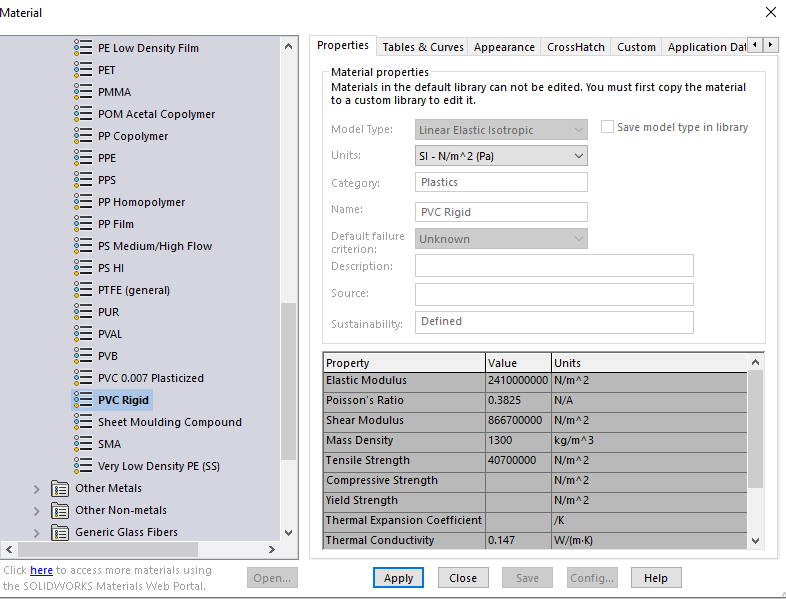 Material
PE Low Density Film
PET
PMMA
POM Acetal Copolymer
PP Copolymer
PPE
PPS
PP Homopolymer
PP Film
PS Medium/High Flow
PS HI
PTFE (general)
PUR
PVAL
PVB
PVC 0.007 Plasticized
PVC Rigid
Sheet Moulding Compound
SMA
Very Low Density PE (SS)
Other Metals
Other Non-metals
Generic Glass Fibers
Click here to access more materials using
the SOLIDWORKS Materials Web Portal.
Open...
Properties Tables & Curves Appearance CrossHatch Custom Application Dat
Material properties
Materials in the default library can not be edited. You must first copy the material
to a custom library to edit it.
Model Type: Linear Elastic Isotropic Save model type in library
Units: SI - N/m^2 (Pa)
Category: Plastics
Name: PVC Rigid
Default failure
criterion: Unknown
Description:
Source:
Sustainability: Defined
Property Value Units
Elastic Modulus 2410000000 N/m^2
Poisson's Ratio 0.3825 N/A
Shear Modulus 866700000 N/m^2
Mass Density 1300 kg/m^3
Tensile Strength 40700000 N/m^2
Compressive Strength N/m^2
Yield Strength N/m^2
Thermal Expansion Coefficient /K
Thermal Conductivity 0.147 W/(m·K)
Apply Close Save Config... Help